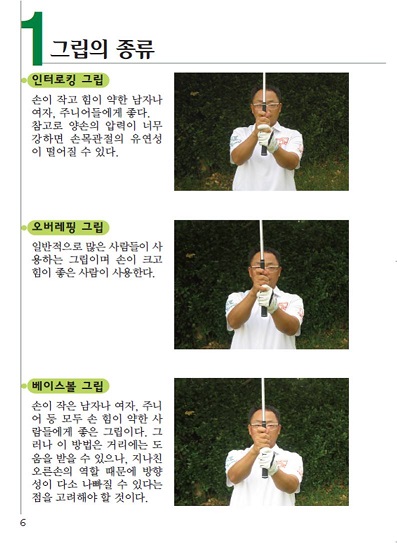 1
그립의 종류
인터로킹 그립
손이 작고 힘이 약한 남자나
여자, 주니어들에게 좋다.
참고로 양손의 압력이 너무
강하면 손목관절의 유연성
이 떨어질 수 있다.
오버레핑 그립
일반적으로 많은 사람들이 사
용하는 그립이며 손이 크고
힘이 좋은 사람이 사용한다.
베이스볼 그립
손이 작은 남자나 여자, 주니
어 등 모두 손 힘이 약한 사
람들에게 좋은 그립이다. 그
러나 이 방법은 거리에는 도
움을 받을 수 있으나, 지나친
오른손의 역할 때문에 방향
성이 다소 나빠질 수 있다는
점을 고려해야 할 것이다.
6